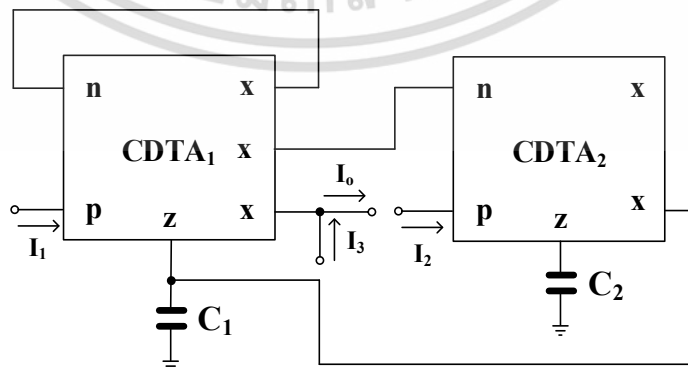 n x n x
CDTA₁ x CDTA₂
p z x p z x
I₁ Iₒ I₃ I₂
C₁ C₂